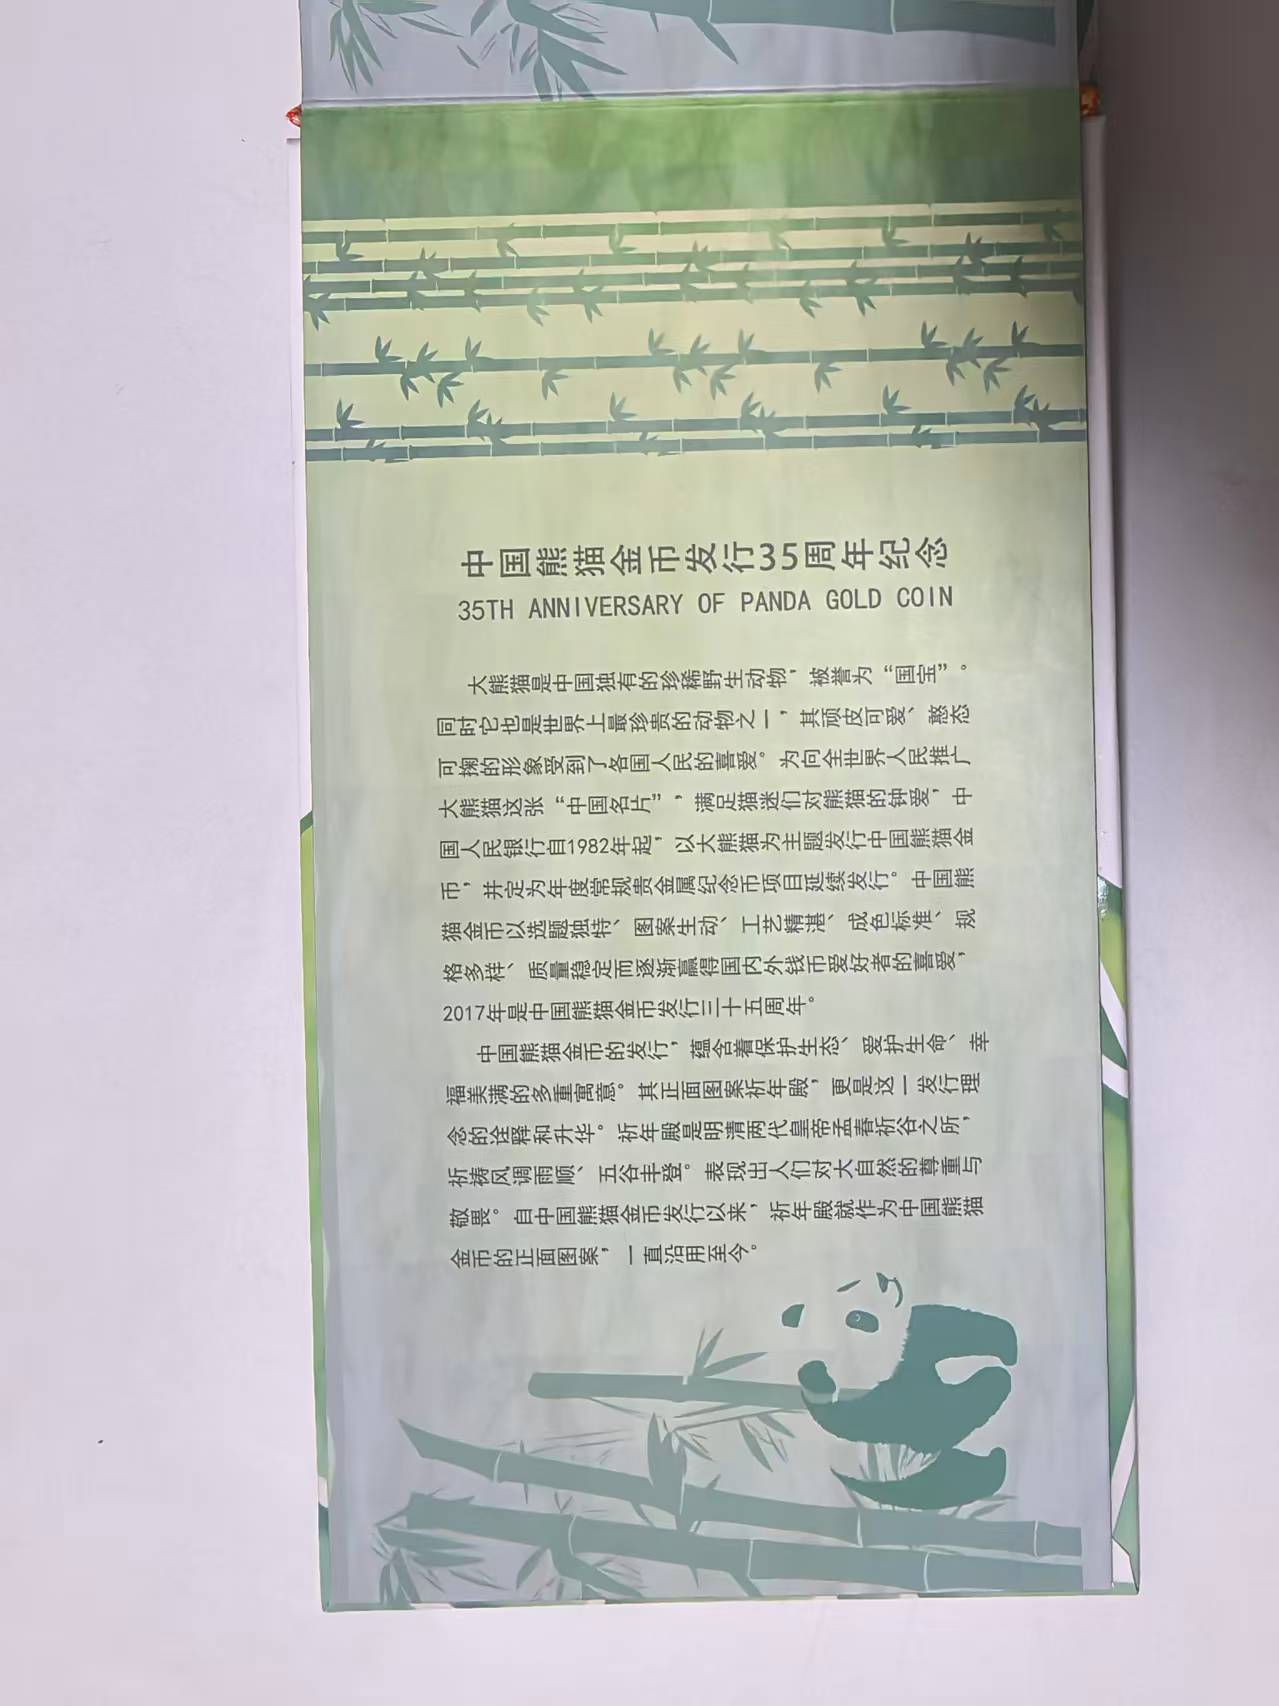 中国熊猫金币发行35周年纪念
35TH ANNIVERSARY OF PANDA GOLD COIN
大熊猫是中国独有的珍稀野生动物，被誉为“国宝”。
同时它也是世界上最珍贵的动物之一，其顽皮可爱、憨态
可掬的形象受到了各国人民的喜爱。为向全世界人民推广
大熊猫这张“中国名片”，满足猫迷们对熊猫的钟爱，中
国人民银行自1982年起，以大熊猫为主题发行中国熊猫金
币，并定为年度常规贵金属纪念币项目延续发行。中国熊
猫金币以选题独特、图案生动、工艺精湛、成色标准、规
格多样、质量稳定而逐渐赢得国内外钱币爱好者的喜爱，
2017年是中国熊猫金币发行三十五周年。
中国熊猫金币的发行，蕴含着保护生态、爱护生命、幸
福美满的多重寓意。其正面图案祈年殿，更是这一发行理
念的诠释和升华。祈年殿是明清两代皇帝孟春祈谷之所，
祈祷风调雨顺、五谷丰登。表现出人们对大自然的尊重与
敬畏。自中国熊猫金币发行以来，祈年殿就作为中国熊猫
金币的正面图案，一直沿用至今。